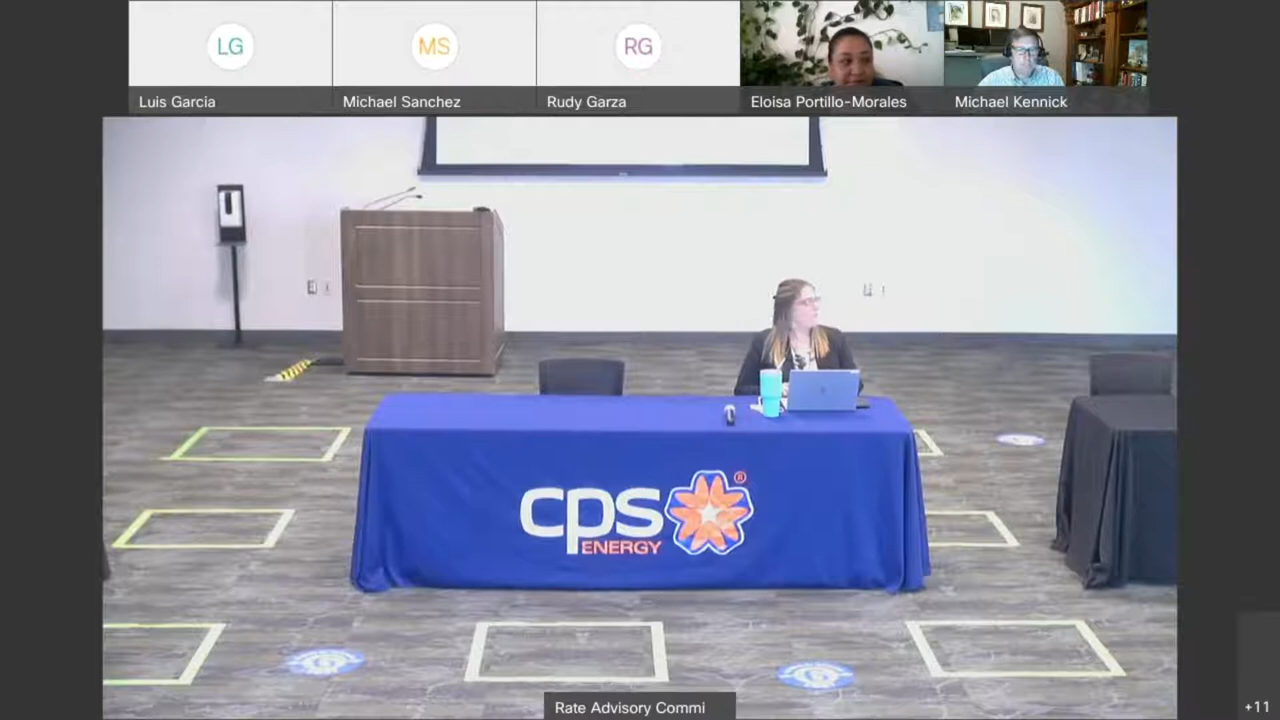 LG
MS
RG
Luis Garcia
Michael Sanchez
Rudy Garza
Eloisa Portillo-Morales
Michael Kennick
cps
ENERGY
®
Rate Advisory Commi
+11